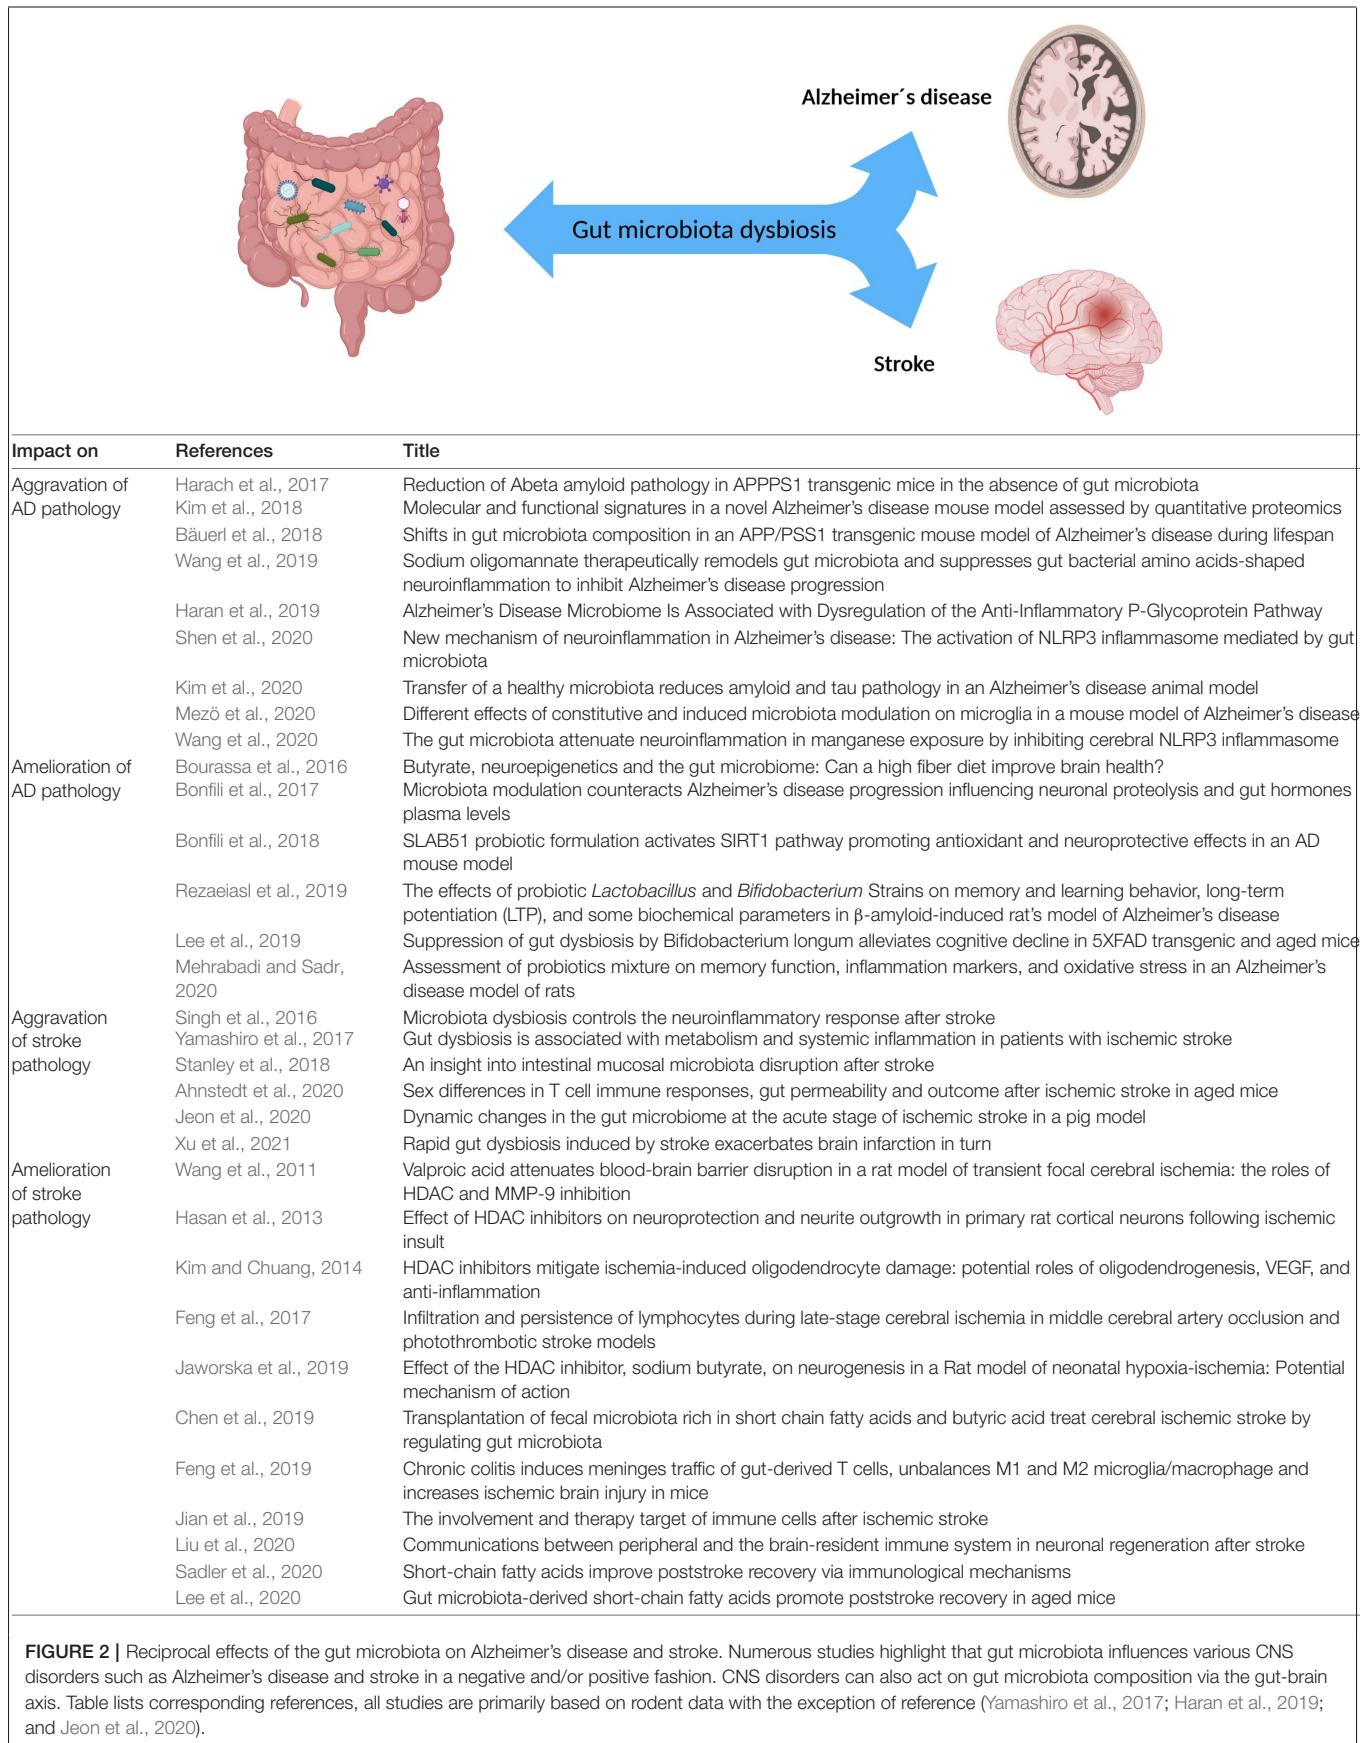 Alzheimer´s disease
Gut microbiota dysbiosis
Stroke
Impact on References Title
Aggravation of Harach et al., 2017 Reduction of Abeta amyloid pathology in APPPS1 transgenic mice in the absence of gut microbiota
AD pathology Kim et al., 2018 Molecular and functional signatures in a novel Alzheimer's disease mouse model assessed by quantitative proteomics
Bäuerl et al., 2018 Shifts in gut microbiota composition in an APP/PSS1 transgenic mouse model of Alzheimer's disease during lifespan
Wang et al., 2019 Sodium oligomannate therapeutically remodels gut microbiota and suppresses gut bacterial amino acids-shaped
neuroinflammation to inhibit Alzheimer's disease progression
Haran et al., 2019 Alzheimer's Disease Microbiome Is Associated with Dysregulation of the Anti-Inflammatory P-Glycoprotein Pathway
Shen et al., 2020 New mechanism of neuroinflammation in Alzheimer's disease: The activation of NLRP3 inflammasome mediated by gut
microbiota
Kim et al., 2020 Transfer of a healthy microbiota reduces amyloid and tau pathology in an Alzheimer's disease animal model
Mezö et al., 2020 Different effects of constitutive and induced microbiota modulation on microglia in a mouse model of Alzheimer's disease
Wang et al., 2020 The gut microbiota attenuate neuroinflammation in manganese exposure by inhibiting cerebral NLRP3 inflammasome
Amelioration of Bourassa et al., 2016 Butyrate, neuroepigenetics and the gut microbiome: Can a high fiber diet improve brain health?
AD pathology Bonfili et al., 2017 Microbiota modulation counteracts Alzheimer's disease progression influencing neuronal proteolysis and gut hormones
plasma levels
Bonfili et al., 2018 SLAB51 probiotic formulation activates SIRT1 pathway promoting antioxidant and neuroprotective effects in an AD
mouse model
Rezaeiasl et al., 2019 The effects of probiotic Lactobacillus and Bifidobacterium Strains on memory and learning behavior, long-term
potentiation (LTP), and some biochemical parameters in β-amyloid-induced rat's model of Alzheimer's disease
Lee et al., 2019 Suppression of gut dysbiosis by Bifidobacterium longum alleviates cognitive decline in 5XFAD transgenic and aged mice
Mehrabadi and Sadr, Assessment of probiotics mixture on memory function, inflammation markers, and oxidative stress in an Alzheimer's
2020 disease model of rats
Aggravation Singh et al., 2016 Microbiota dysbiosis controls the neuroinflammatory response after stroke
of stroke Yamashiro et al., 2017 Gut dysbiosis is associated with metabolism and systemic inflammation in patients with ischemic stroke
pathology Stanley et al., 2018 An insight into intestinal mucosal microbiota disruption after stroke
Ahnstedt et al., 2020 Sex differences in T cell immune responses, gut permeability and outcome after ischemic stroke in aged mice
Jeon et al., 2020 Dynamic changes in the gut microbiome at the acute stage of ischemic stroke in a pig model
Xu et al., 2021 Rapid gut dysbiosis induced by stroke exacerbates brain infarction in turn
Amelioration Wang et al., 2011 Valproic acid attenuates blood-brain barrier disruption in a rat model of transient focal cerebral ischemia: the roles of
of stroke HDAC and MMP-9 inhibition
pathology Hasan et al., 2013 Effect of HDAC inhibitors on neuroprotection and neurite outgrowth in primary rat cortical neurons following ischemic
insult
Kim and Chuang, 2014 HDAC inhibitors mitigate ischemia-induced oligodendrocyte damage: potential roles of oligodendrogenesis, VEGF, and
anti-inflammation
Feng et al., 2017 Infiltration and persistence of lymphocytes during late-stage cerebral ischemia in middle cerebral artery occlusion and
photothrombotic stroke models
Jaworska et al., 2019 Effect of the HDAC inhibitor, sodium butyrate, on neurogenesis in a Rat model of neonatal hypoxia-ischemia: Potential
mechanism of action
Chen et al., 2019 Transplantation of fecal microbiota rich in short chain fatty acids and butyric acid treat cerebral ischemic stroke by
regulating gut microbiota
Feng et al., 2019 Chronic colitis induces meninges traffic of gut-derived T cells, unbalances M1 and M2 microglia/macrophage and
increases ischemic brain injury in mice
Jian et al., 2019 The involvement and therapy target of immune cells after ischemic stroke
Liu et al., 2020 Communications between peripheral and the brain-resident immune system in neuronal regeneration after stroke
Sadler et al., 2020 Short-chain fatty acids improve poststroke recovery via immunological mechanisms
Lee et al., 2020 Gut microbiota-derived short-chain fatty acids promote poststroke recovery in aged mice
FIGURE 2 | Reciprocal effects of the gut microbiota on Alzheimer's disease and stroke. Numerous studies highlight that gut microbiota influences various CNS
disorders such as Alzheimer's disease and stroke in a negative and/or positive fashion. CNS disorders can also act on gut microbiota composition via the gut-brain
axis. Table lists corresponding references, all studies are primarily based on rodent data with the exception of reference (Yamashiro et al., 2017; Haran et al., 2019;
and Jeon et al., 2020).